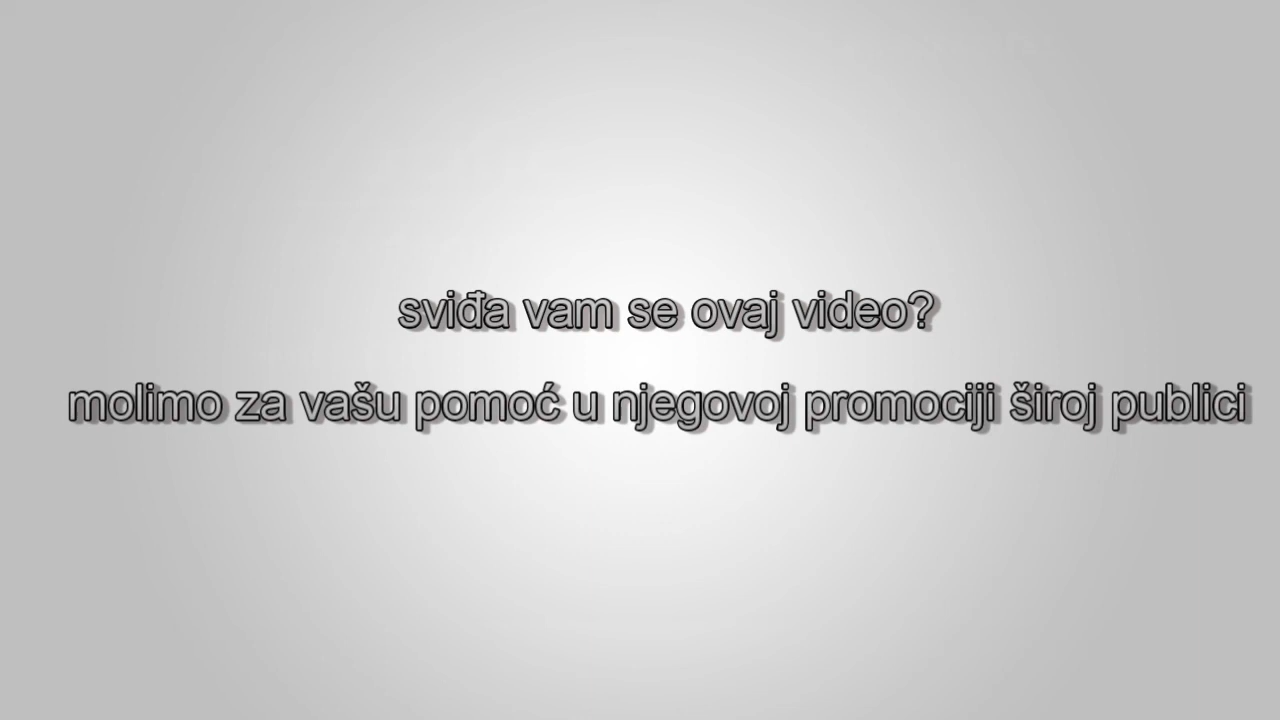 sviđa vam se ovaj video?
molimo za vašu pomoć u njegovoj promociji široj publici